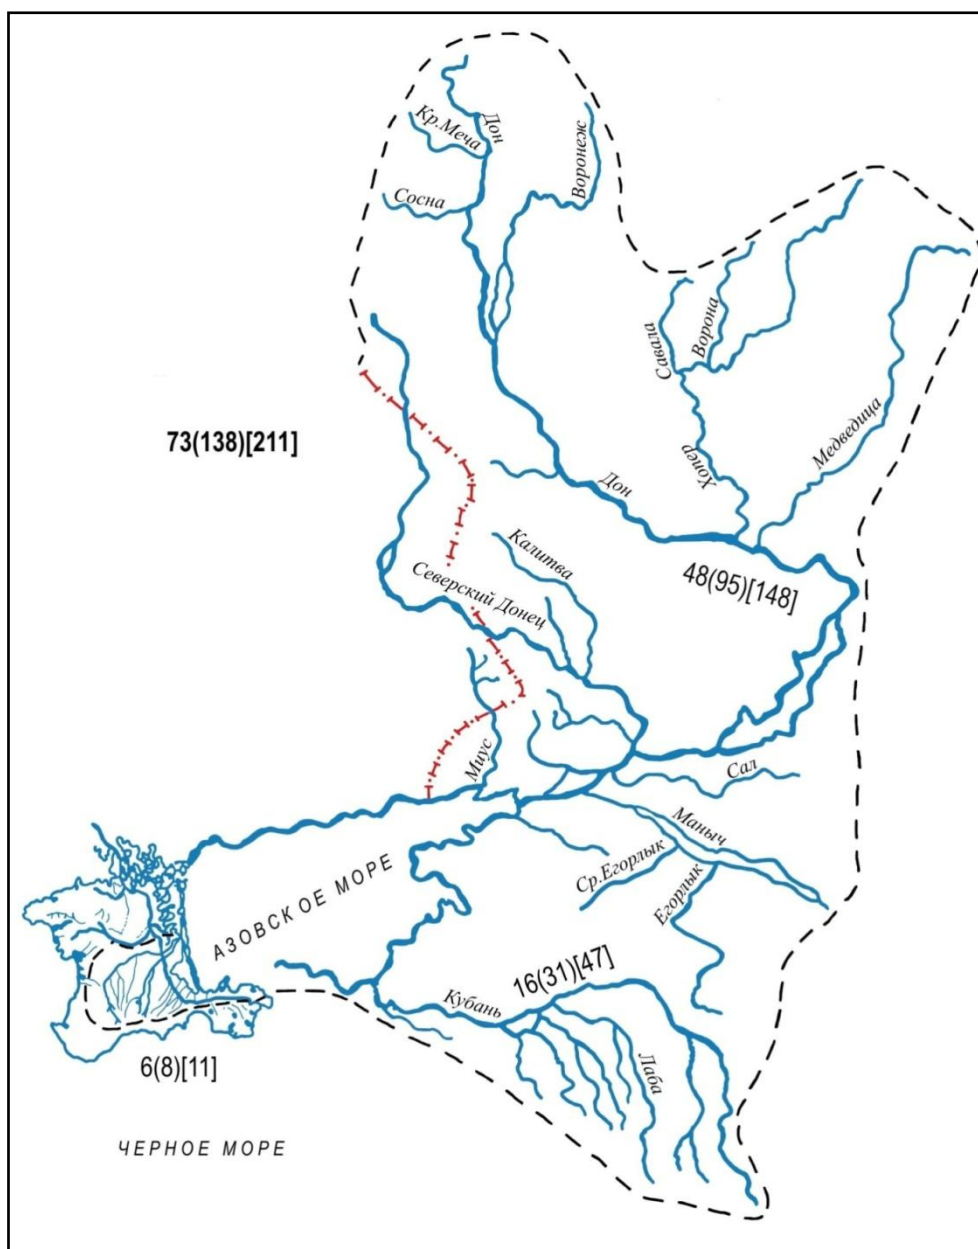 Дон
Кр.Меча
Воронеж
Сосна
Савала
Ворона
Медведица
73(138)[211]
Хопер
Дон
Калитва
Северский Донец
48(95)[148]
Миус
Сал
Маныч
Ср.Егорлык
Егорлык
АЗОВСКОЕ МОРЕ
16(31)[47]
Кубань
Лаба
6(8)[11]
ЧЕРНОЕ МОРЕ